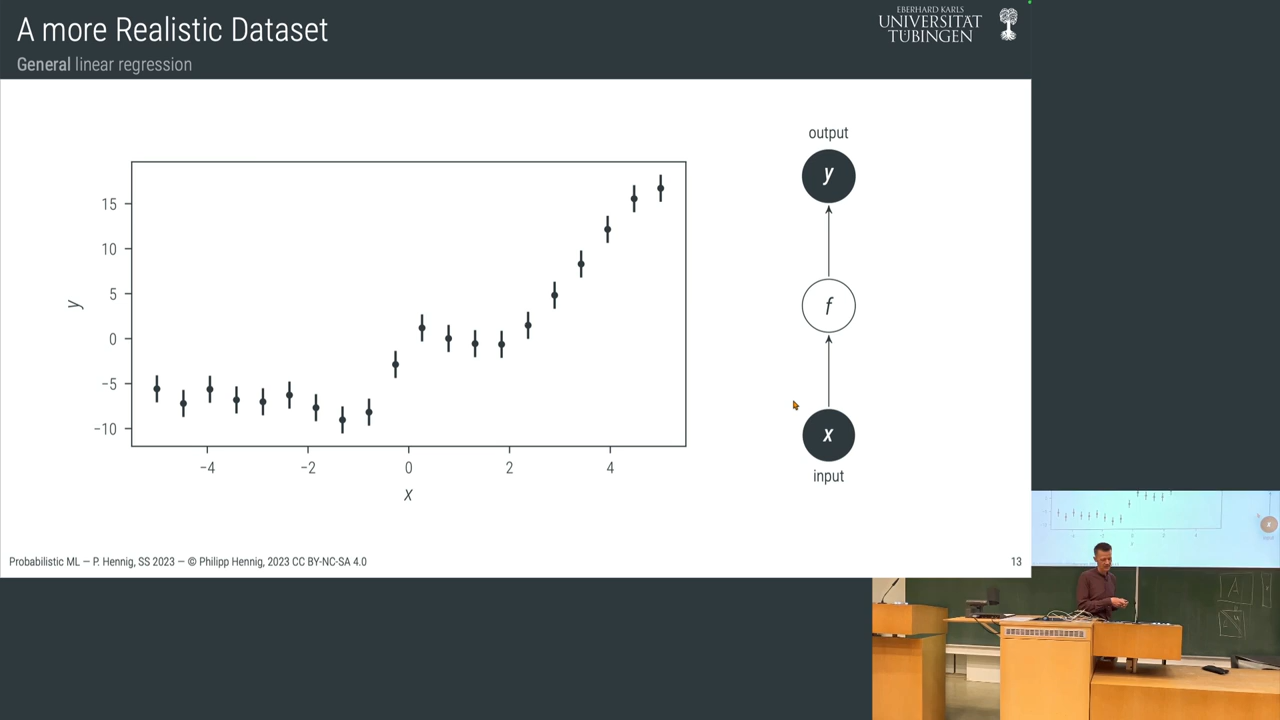 A more Realistic Dataset
General linear regression
EBERHARD KARLS
UNIVERSITÄT
TÜBINGEN
output
y
f
x
input
15
10
5
0
−5
−10
y
−4
−2
0
2
4
x
Probabilistic ML — P. Hennig, SS 2023 — © Philipp Hennig, 2023 CC BY-NC-SA 4.0
13